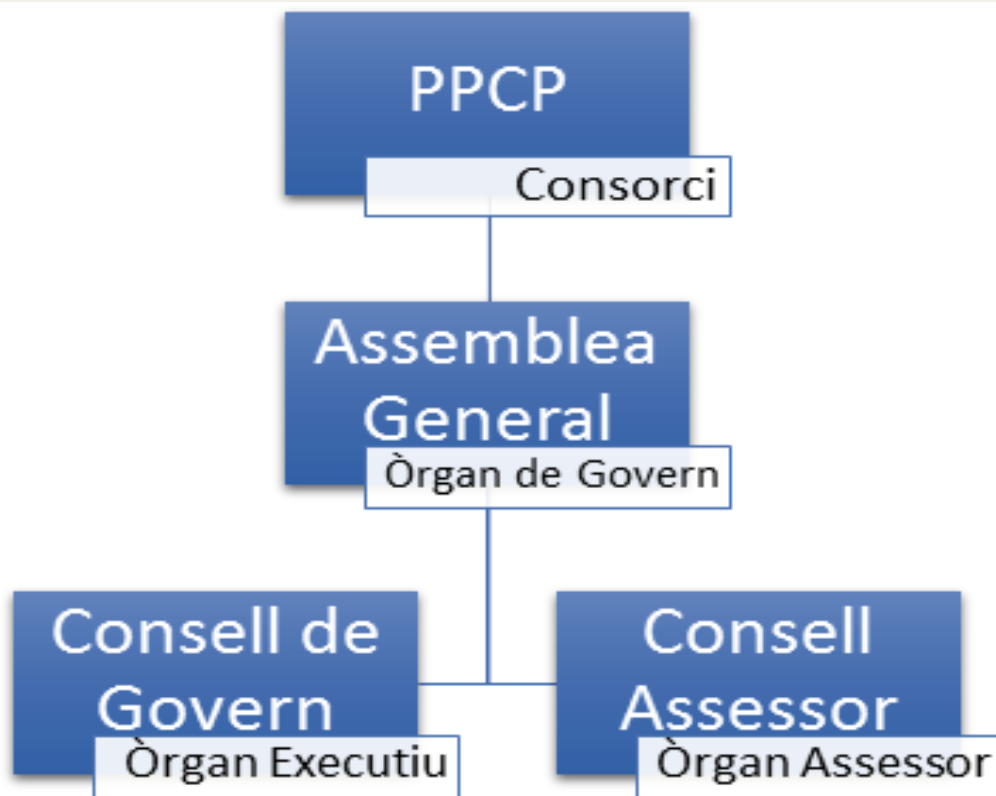 PPCP
Consorci
Assemblea
General
Òrgan de Govern
Consell de
Govern
Òrgan Executiu
Consell
Assessor
Òrgan Assessor